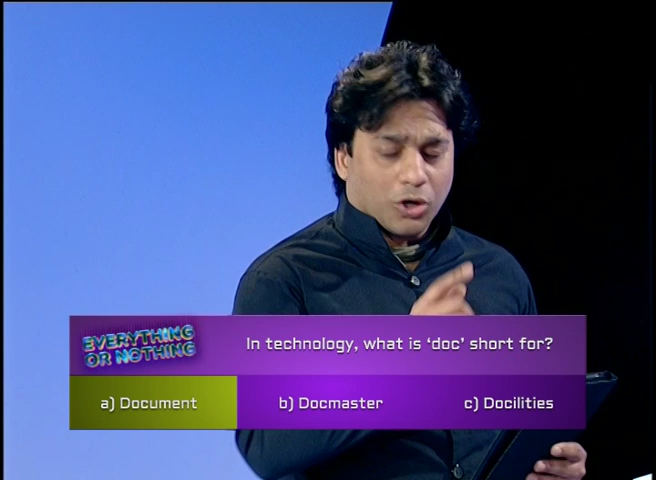 EVERYTHING
OR NOTHING
In technology, what is ‘doc’ short for?
a) Document
b) Docmaster
c) Docilities